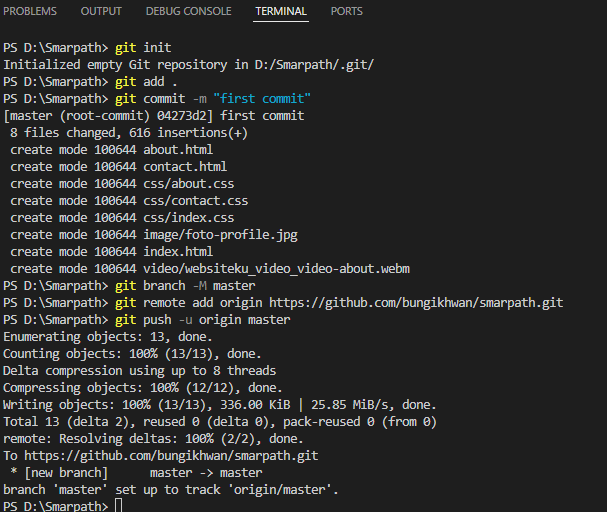 PROBLEMS OUTPUT DEBUG CONSOLE TERMINAL PORTS
PS D:\Smarpath> git init
Initialized empty Git repository in D:/Smarpath/.git/
PS D:\Smarpath> git add .
PS D:\Smarpath> git commit -m "first commit"
[master (root-commit) 04273d2] first commit
 8 files changed, 616 insertions(+)
 create mode 100644 about.html
 create mode 100644 contact.html
 create mode 100644 css/about.css
 create mode 100644 css/contact.css
 create mode 100644 css/index.css
 create mode 100644 image/foto-profile.jpg
 create mode 100644 index.html
 create mode 100644 video/websiteku_video_video-about.webm
PS D:\Smarpath> git branch -M master
PS D:\Smarpath> git remote add origin https://github.com/bungikhwan/smarpath.git
PS D:\Smarpath> git push -u origin master
Enumerating objects: 13, done.
Counting objects: 100% (13/13), done.
Delta compression using up to 8 threads
Compressing objects: 100% (12/12), done.
Writing objects: 100% (13/13), 336.00 KiB | 25.85 MiB/s, done.
Total 13 (delta 2), reused 0 (delta 0), pack-reused 0 (from 0)
remote: Resolving deltas: 100% (2/2), done.
To https://github.com/bungikhwan/smarpath.git
 * [new branch]      master -> master
branch 'master' set up to track 'origin/master'.
PS D:\Smarpath>